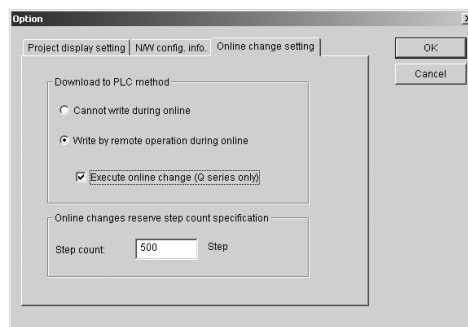 Option
Project display setting N/W config. info. Online change setting
OK
Cancel
Download to PLC method
Cannot write during online
Write by remote operation during online
Execute online change (Q series only)
Online changes reserve step count specification
Step count: 500 Step